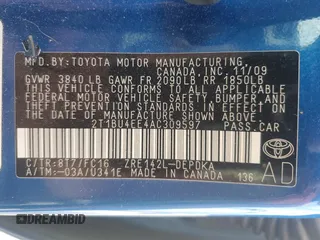 MFD.BY: TOYOTA MOTOR MANUFACTURING
CANADA, INC. 11/09
GVWR 3840 LB GAWR FR 2090LB RR 1850LB
THIS VEHICLE CONFORMS TO ALL APPLICABLE
FEDERAL MOTOR VEHICLE SAFETY, BUMPER, AND
THEFT PREVENTION STANDARDS IN EFFECT ON
THE DATE OF MANUFACTURE SHOWN ABOVE.
2T1BU4EE4AC309597 PASS.CAR
C/TR: 8T7/FC16 ZRE142L-DEPDKA
A/TM: -03A/U341E MADE IN CANADA 136
AD
DREAMBID